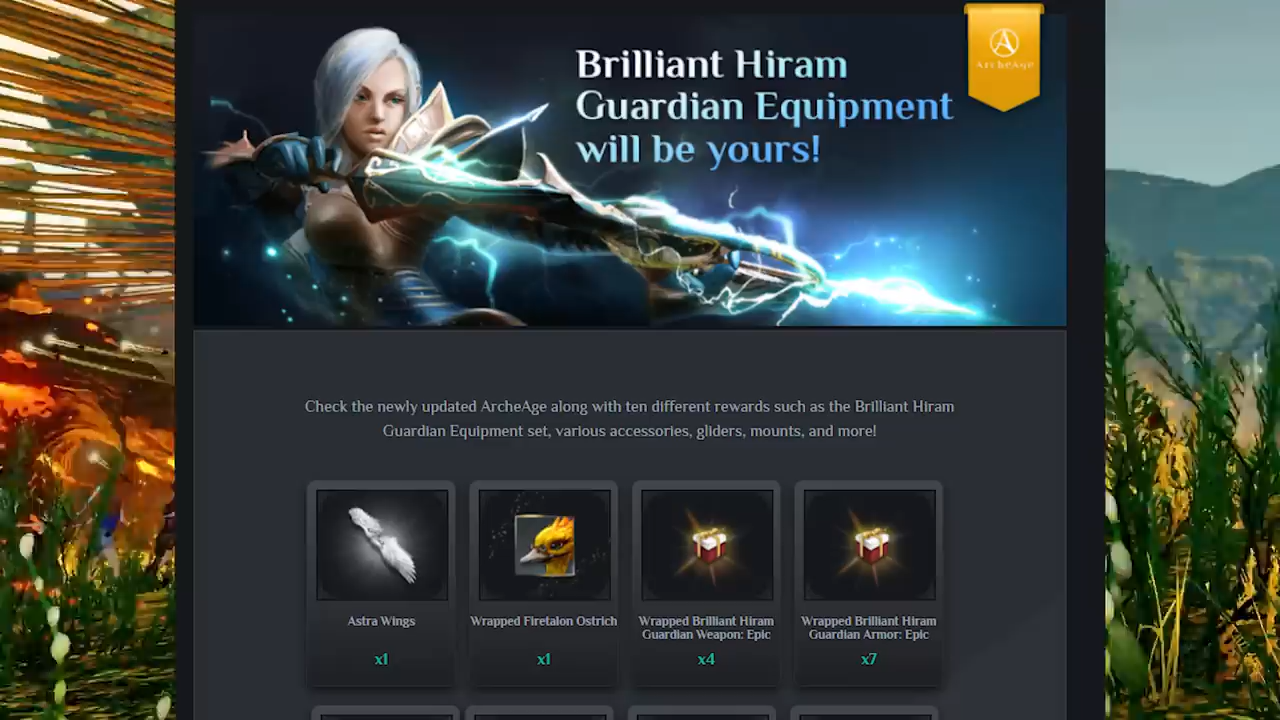 Brilliant Hiram
Guardian Equipment
will be yours!
ArcheAge
Check the newly updated ArcheAge along with ten different rewards such as the Brilliant Hiram
Guardian Equipment set, various accessories, gliders, mounts, and more!
Astra Wings
x1
Wrapped Firetalon Ostrich
x1
Wrapped Brilliant Hiram
Guardian Weapon: Epic
x4
Wrapped Brilliant Hiram
Guardian Armor: Epic
x7